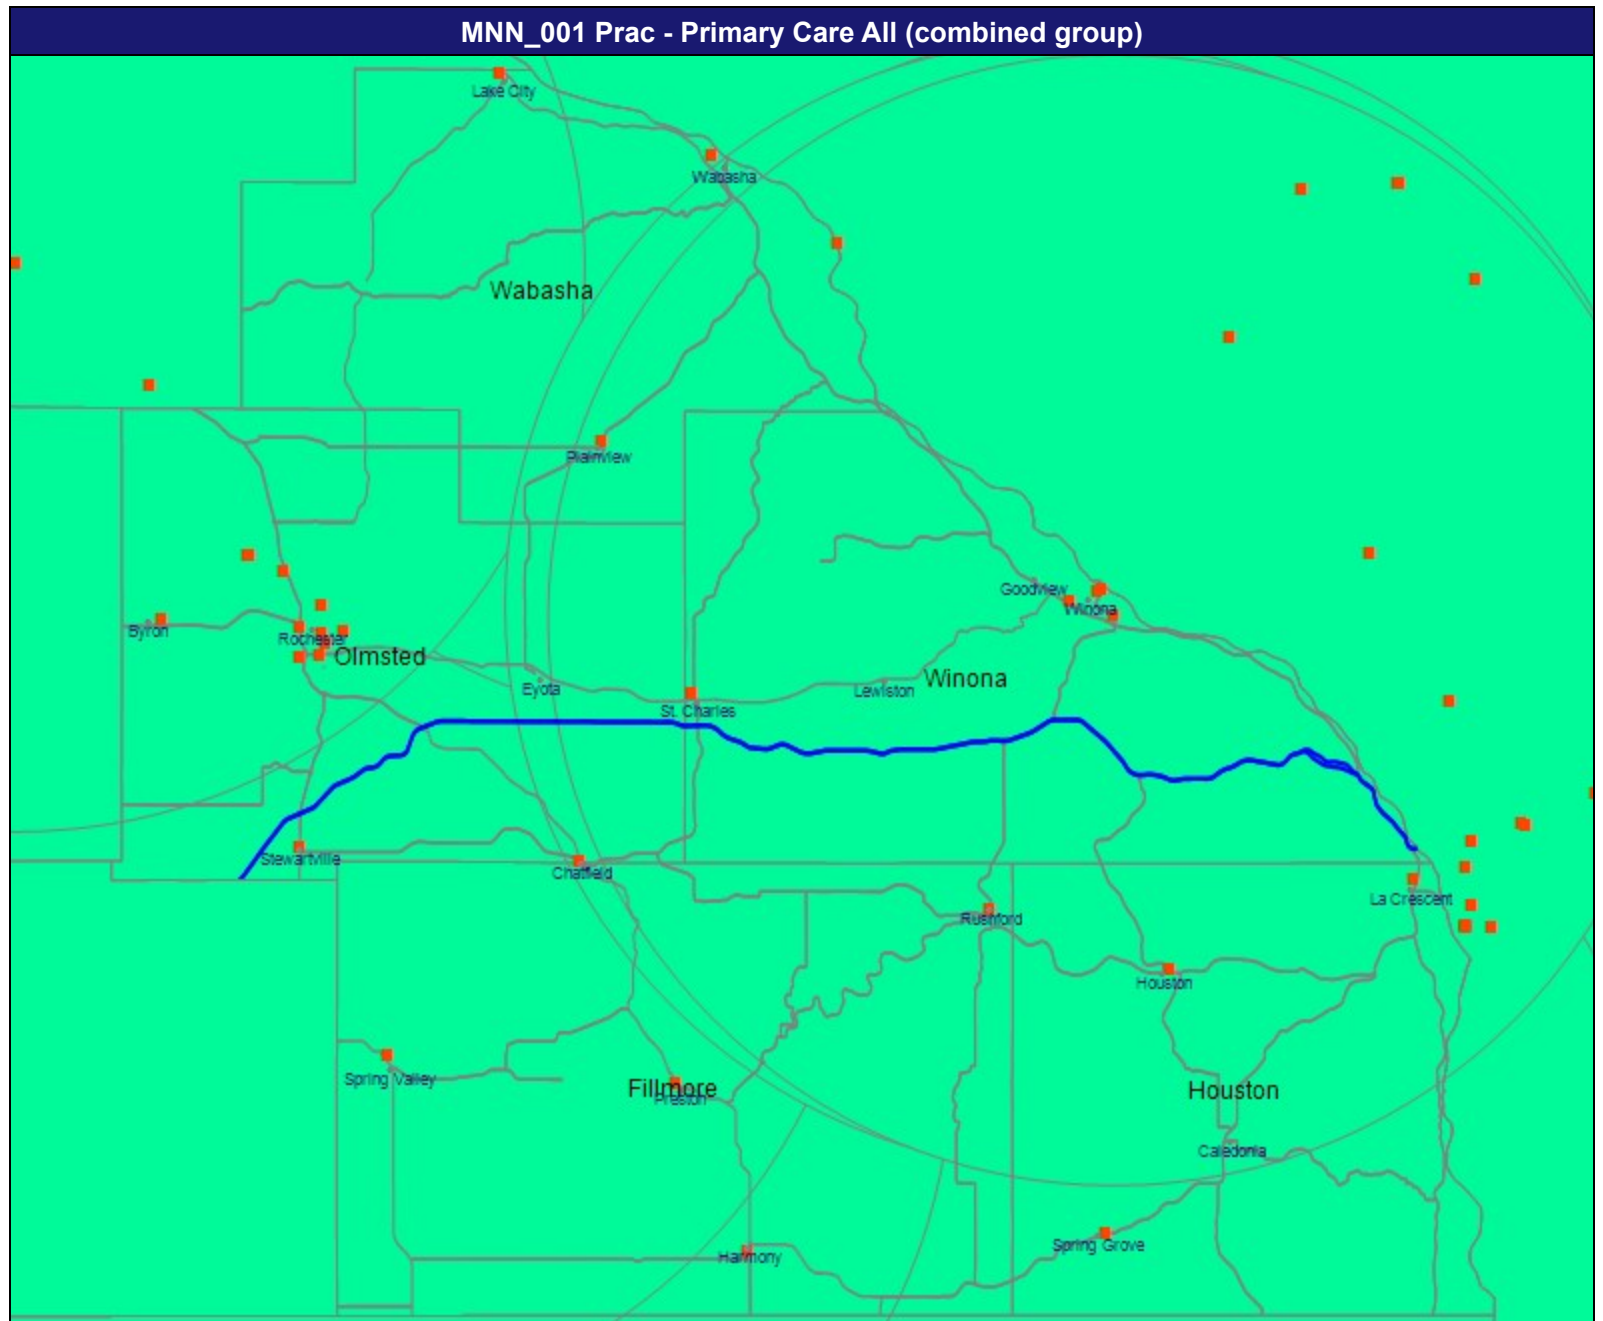 MNN_001 Prac - Primary Care All (combined group)
Lake City
Wabasha
Wabasha
Plainview
Goodview
Winona
Byron
Rochester
Olmsted
Eyota
St. Charles
Lewiston
Winona
Stewartville
Chatfield
La Crescent
Rushford
Houston
Spring Valley
Fillmore
Preston
Houston
Caledonia
Harmony
Spring Grove